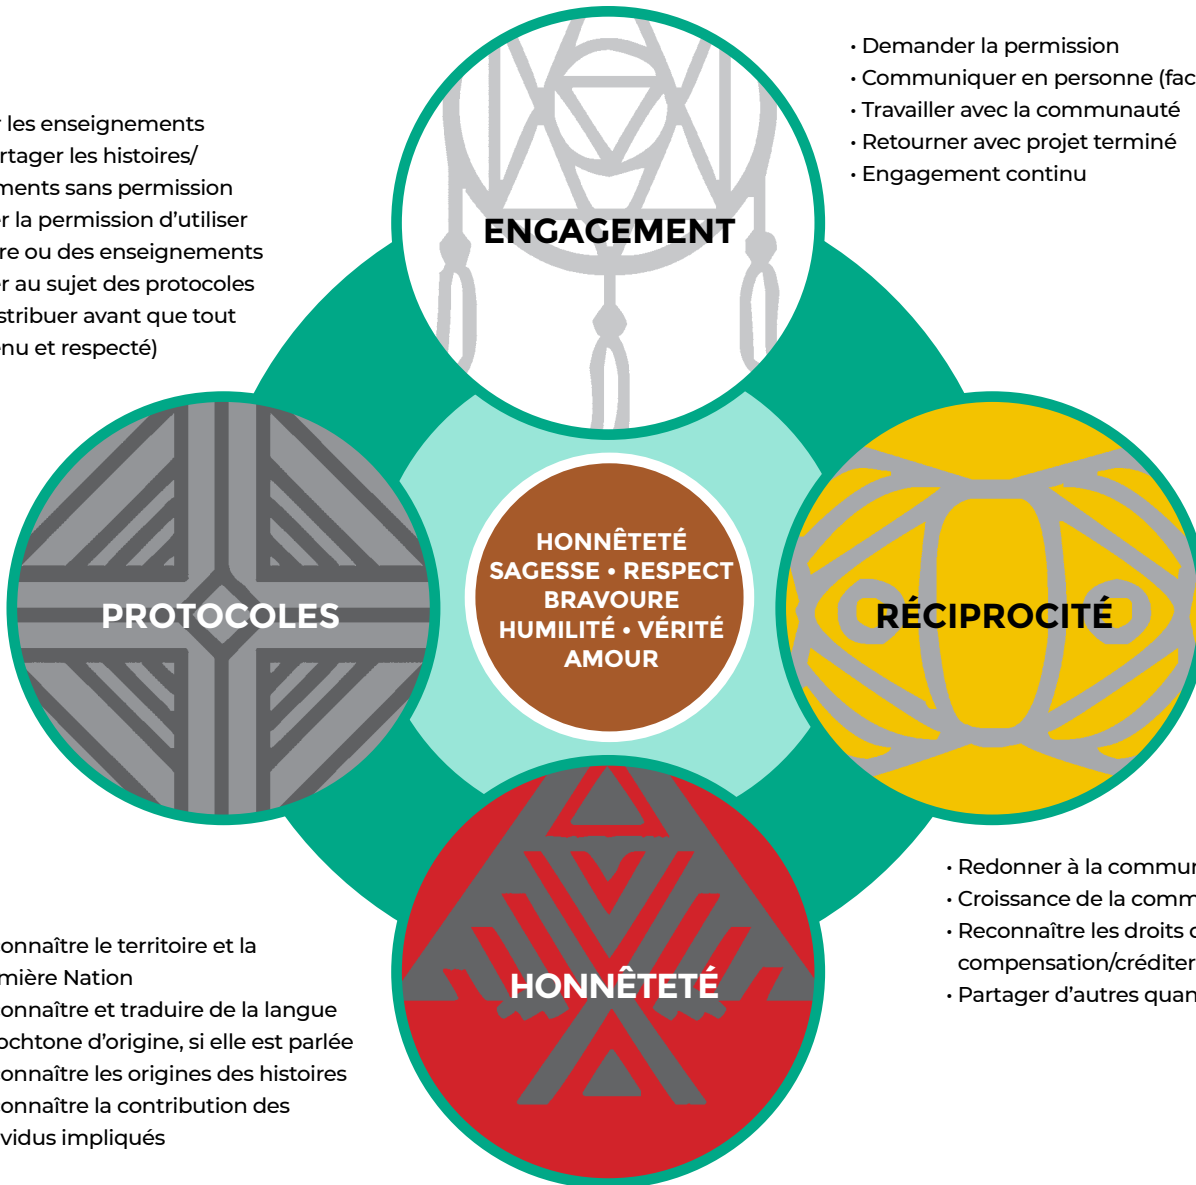 • Demander la permission
• Communiquer en personne (fac
• Travailler avec la communauté
• Retourner avec projet terminé
• Engagement continu
les enseignements
rtager les histoires/
ments sans permission
er la permission d’utiliser
re ou des enseignements
er au sujet des protocoles
stribuer avant que tout
enu et respecté)
ENGAGEMENT
PROTOCOLES
HONNÊTETÉ
SAGESSE • RESPECT
BRAVOURE
HUMILITÉ • VÉRITÉ
AMOUR
RÉCIPROCITÉ
HONNÊTETÉ
• Redonner à la commun
• Croissance de la comm
• Reconnaître les droits d
compensation/créditer
• Partager d’autres quan
onnaître le territoire et la
mière Nation
onnaître et traduire de la langue
ochtone d’origine, si elle est parlée
onnaître les origines des histoires
onnaître la contribution des
vidus impliqués